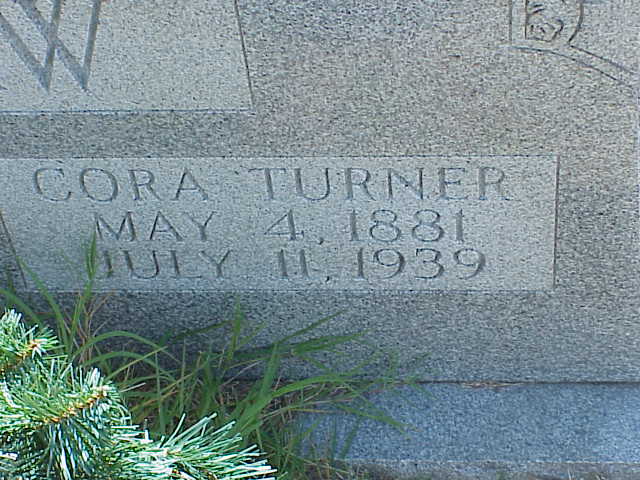 W
CORA TURNER
MAY 4, 1881
JULY 11, 1939